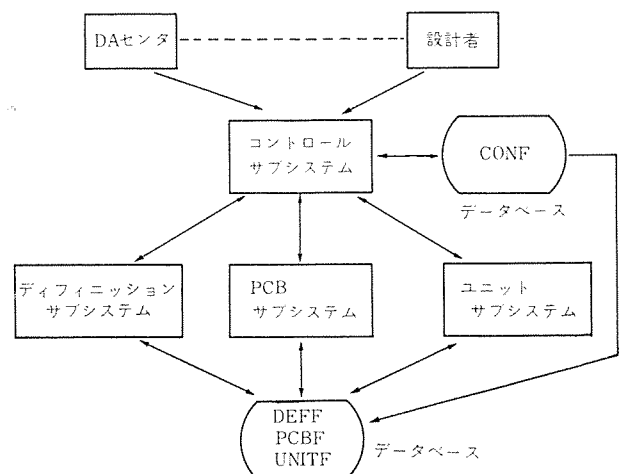 DAセンタ
設計者
コントロール
サブシステム
CONF
データベース
ディフィニッション
サブシステム
PCB
サブシステム
ユニット
サブシステム
DEFF
PCBF
UNITF
データベース